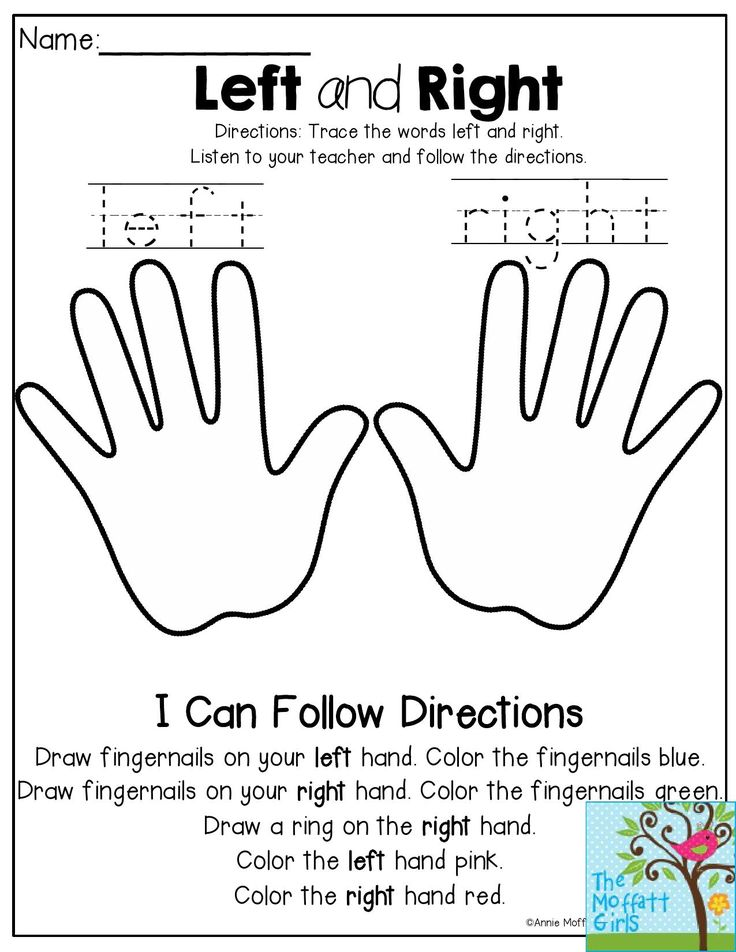 Name:
Left and Right
Directions: Trace the words left and right.
Listen to your teacher and follow the directions.
left right
I Can Follow Directions
Draw fingernails on your left hand. Color the fingernails blue.
Draw fingernails on your right hand. Color the fingernails green.
Draw a ring on the right hand.
Color the left hand pink.
Color the right hand red.
©Annie Moff
The
Moffatt
Girls